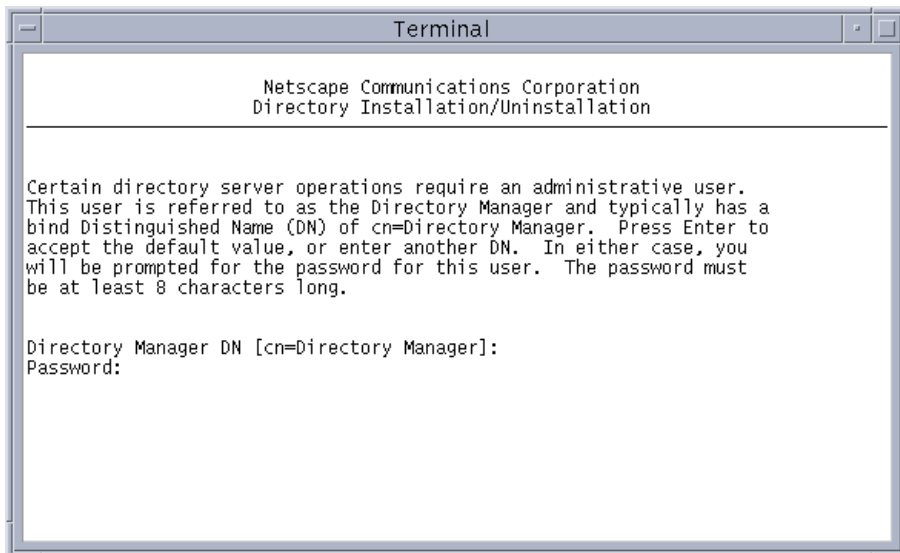 Terminal
Netscape Communications Corporation
Directory Installation/Uninstallation
Certain directory server operations require an administrative user.
This user is referred to as the Directory Manager and typically has a
bind Distinguished Name (DN) of cn=Directory Manager.  Press Enter to
accept the default value, or enter another DN.  In either case, you
will be prompted for the password for this user.  The password must
be at least 8 characters long.
Directory Manager DN [cn=Directory Manager]:
Password: